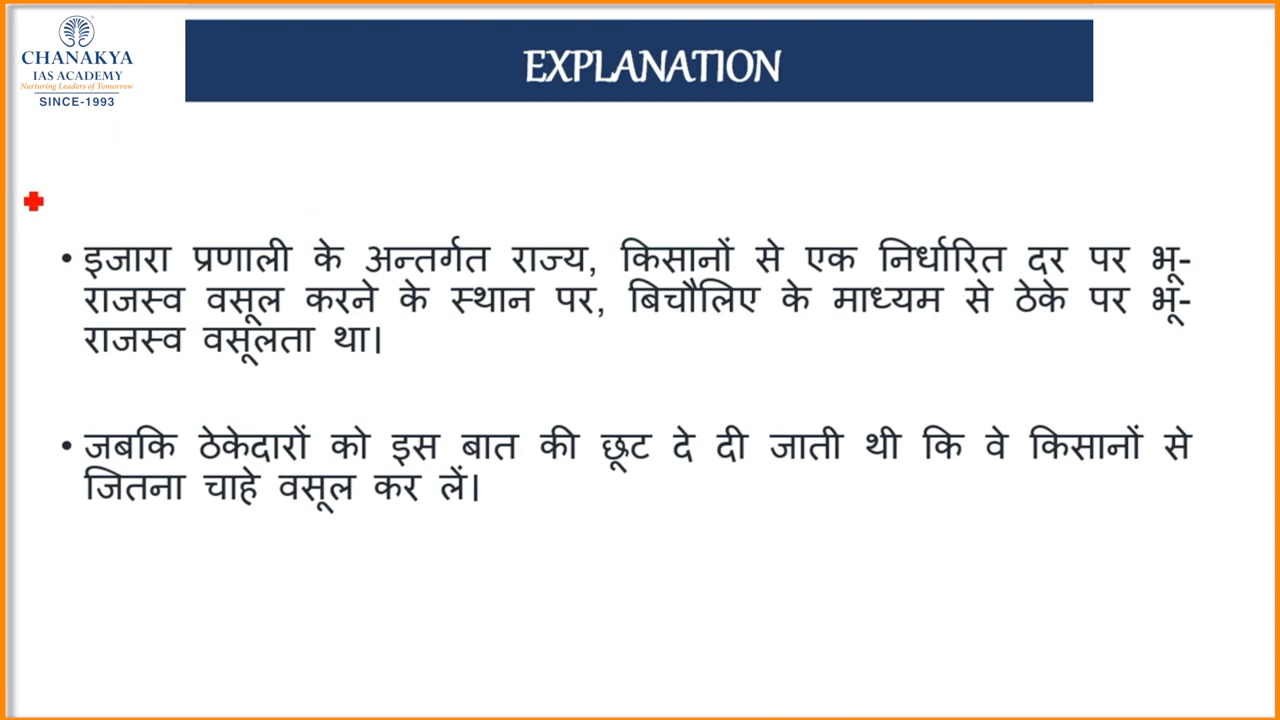 CHANAKYA
IAS ACADEMY
Nurturing Leaders of Tomorrow
SINCE-1993
EXPLANATION
• इजारा प्रणाली के अन्तर्गत राज्य, किसानों से एक निर्धारित दर पर भू-
राजस्व वसूल करने के स्थान पर, बिचौलिए के माध्यम से ठेके पर भू-
राजस्व वसूलता था।
• जबकि ठेकेदारों को इस बात की छूट दे दी जाती थी कि वे किसानों से
जितना चाहे वसूल कर लें।